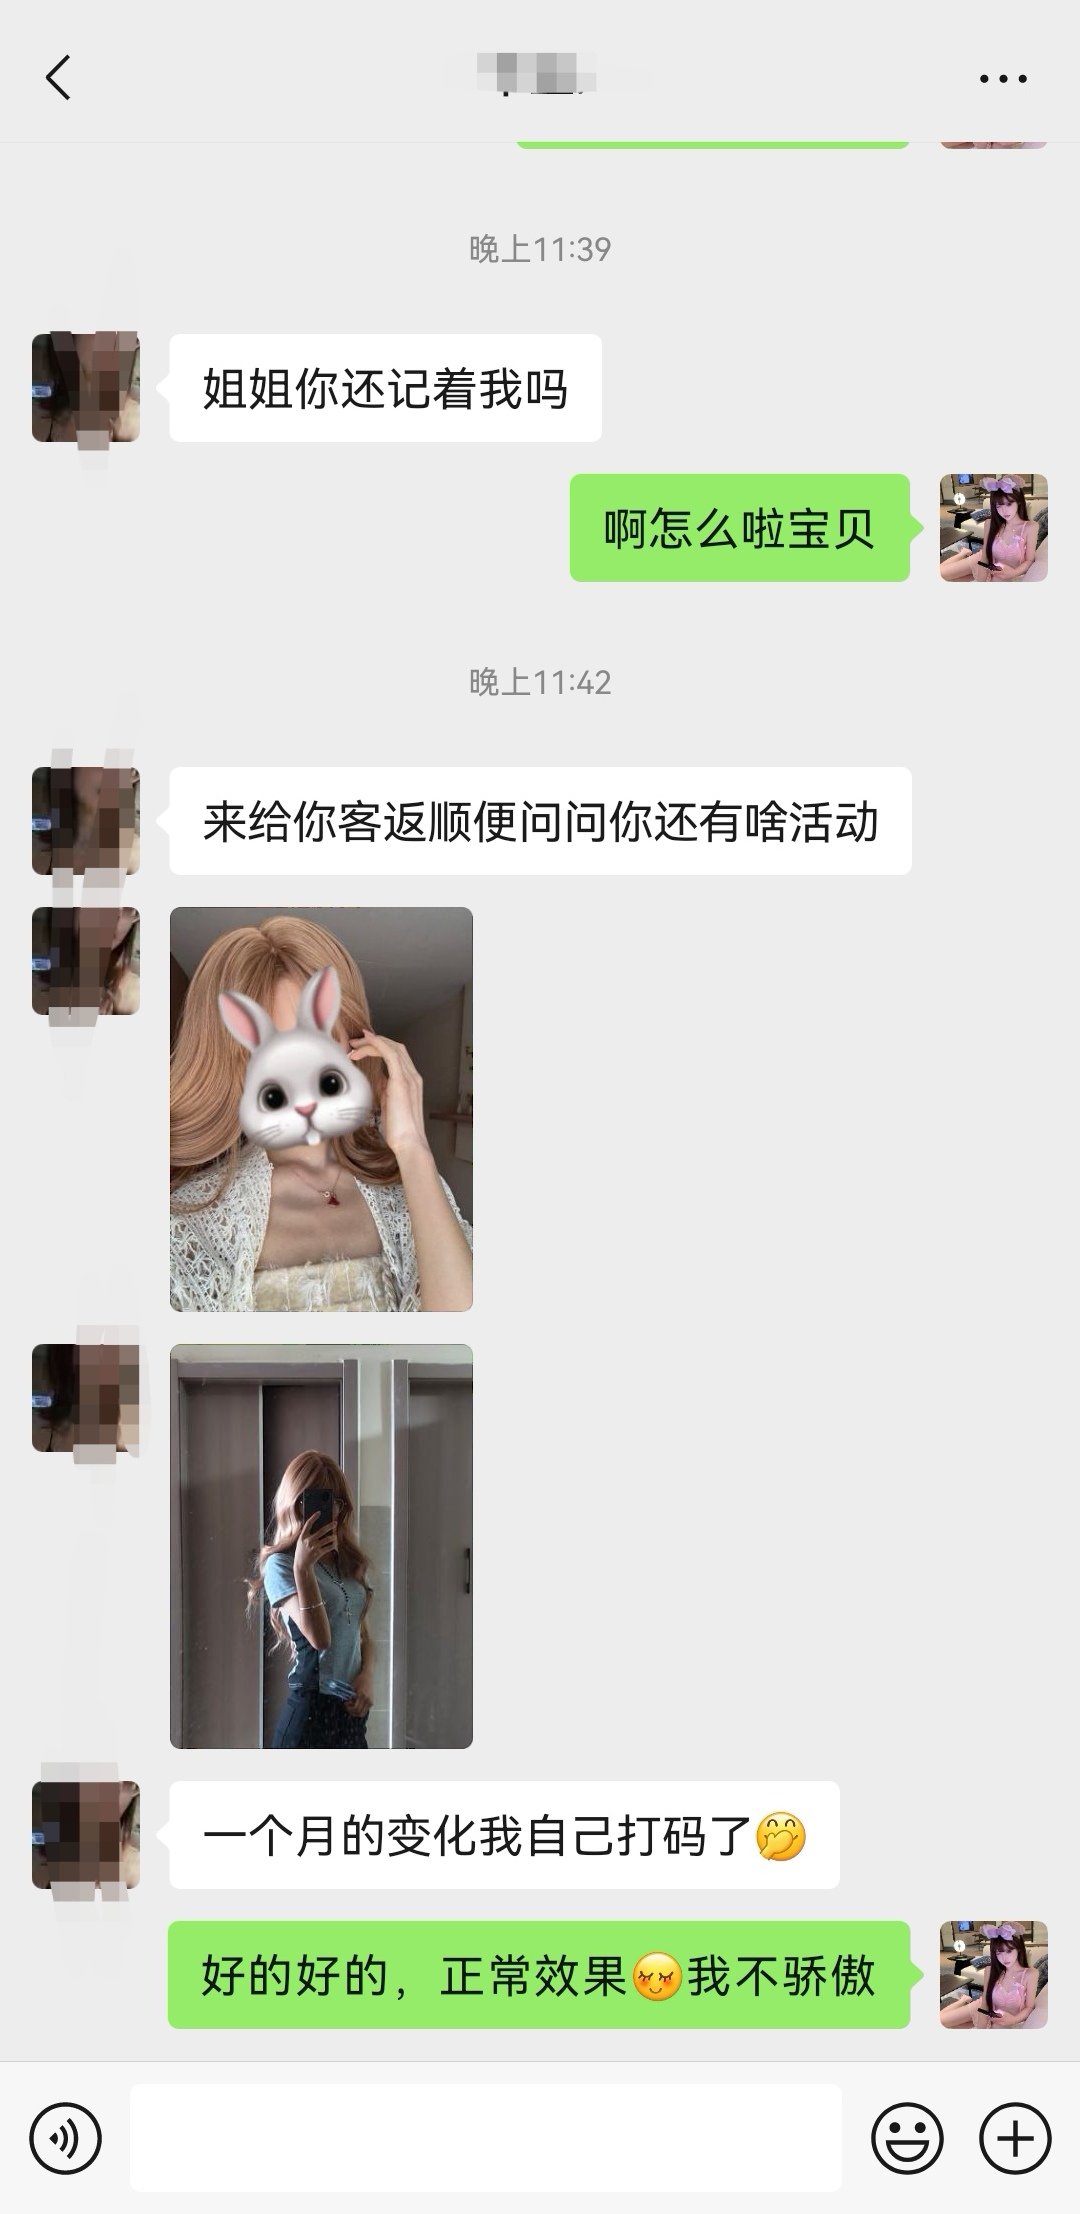 晚上11:39
姐姐你还记着我吗
啊怎么啦宝贝
晚上11:42
来给你客返顺便问问你还有啥活动
一个月的变化我自己打码了🤭
好的好的，正常效果😌我不骄傲